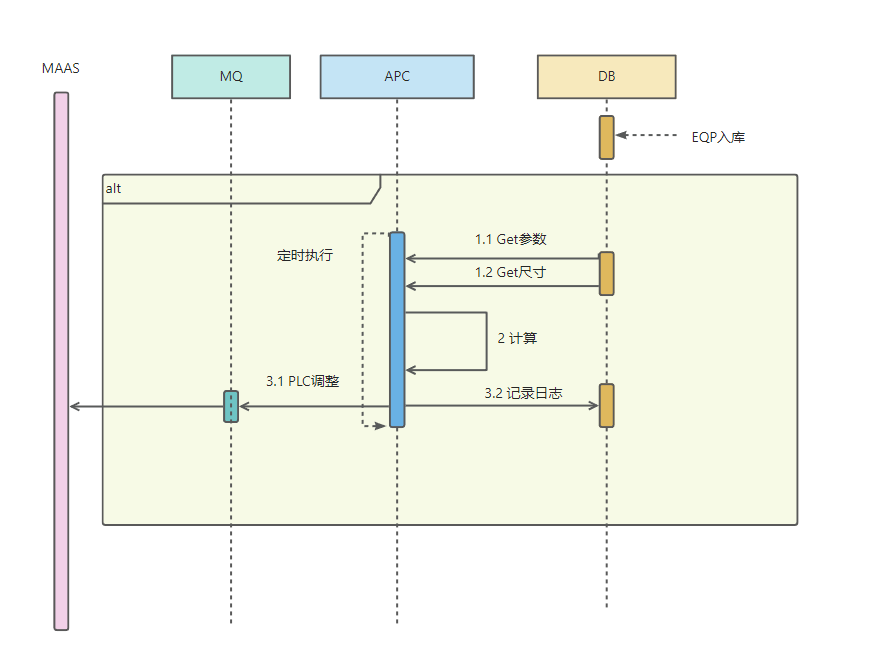 MAAS
MQ
APC
DB
EQP入库
alt
定时执行
1.1 Get参数
1.2 Get尺寸
2 计算
3.1 PLC调整
3.2 记录日志